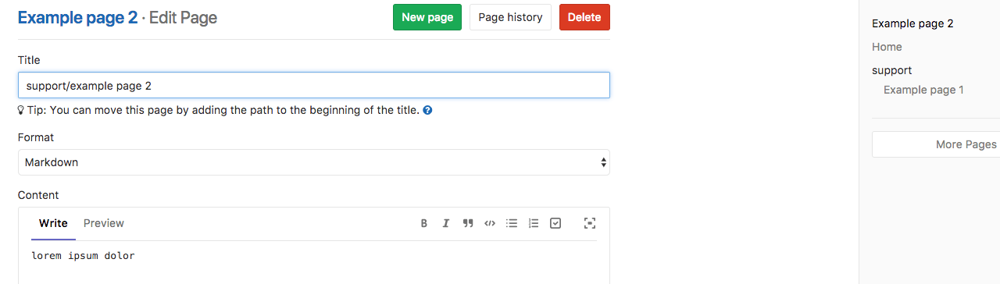 Example page 2 · Edit Page
New page
Page history
Delete
Title
support/example page 2
Tip: You can move this page by adding the path to the beginning of the title.
Format
Markdown
Content
Write
Preview
lorem ipsum dolor
Example page 2
Home
support
Example page 1
More Pages